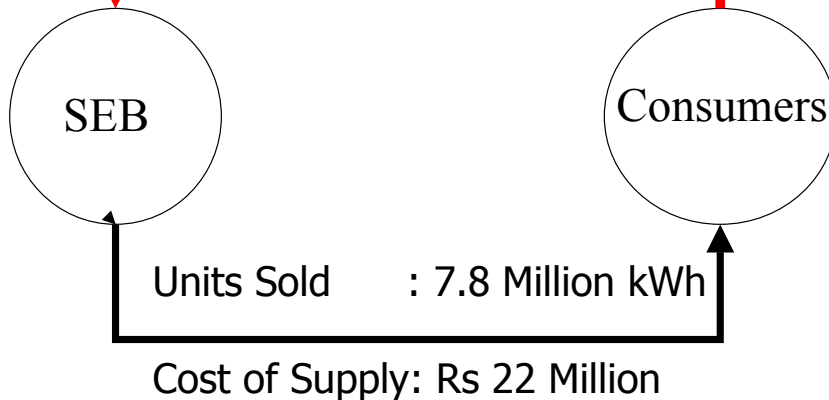 SEB
Consumers
Units Sold : 7.8 Million kWh
Cost of Supply: Rs 22 Million